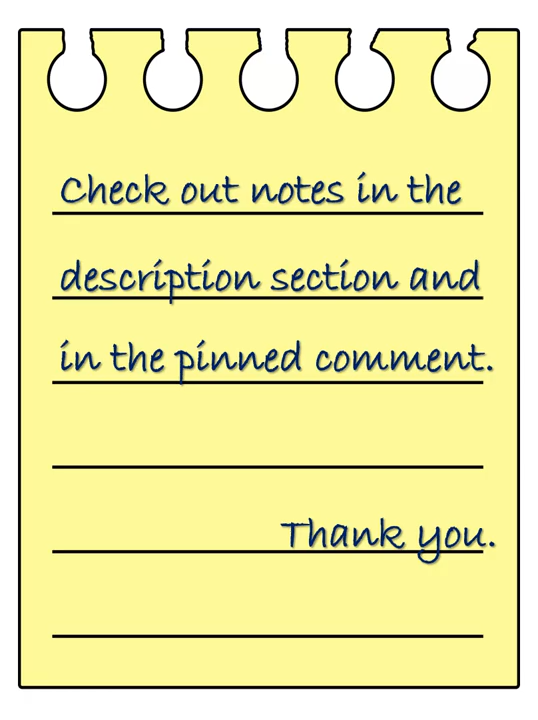 Check out notes in the
description section and
in the pinned comment.
Thank you.